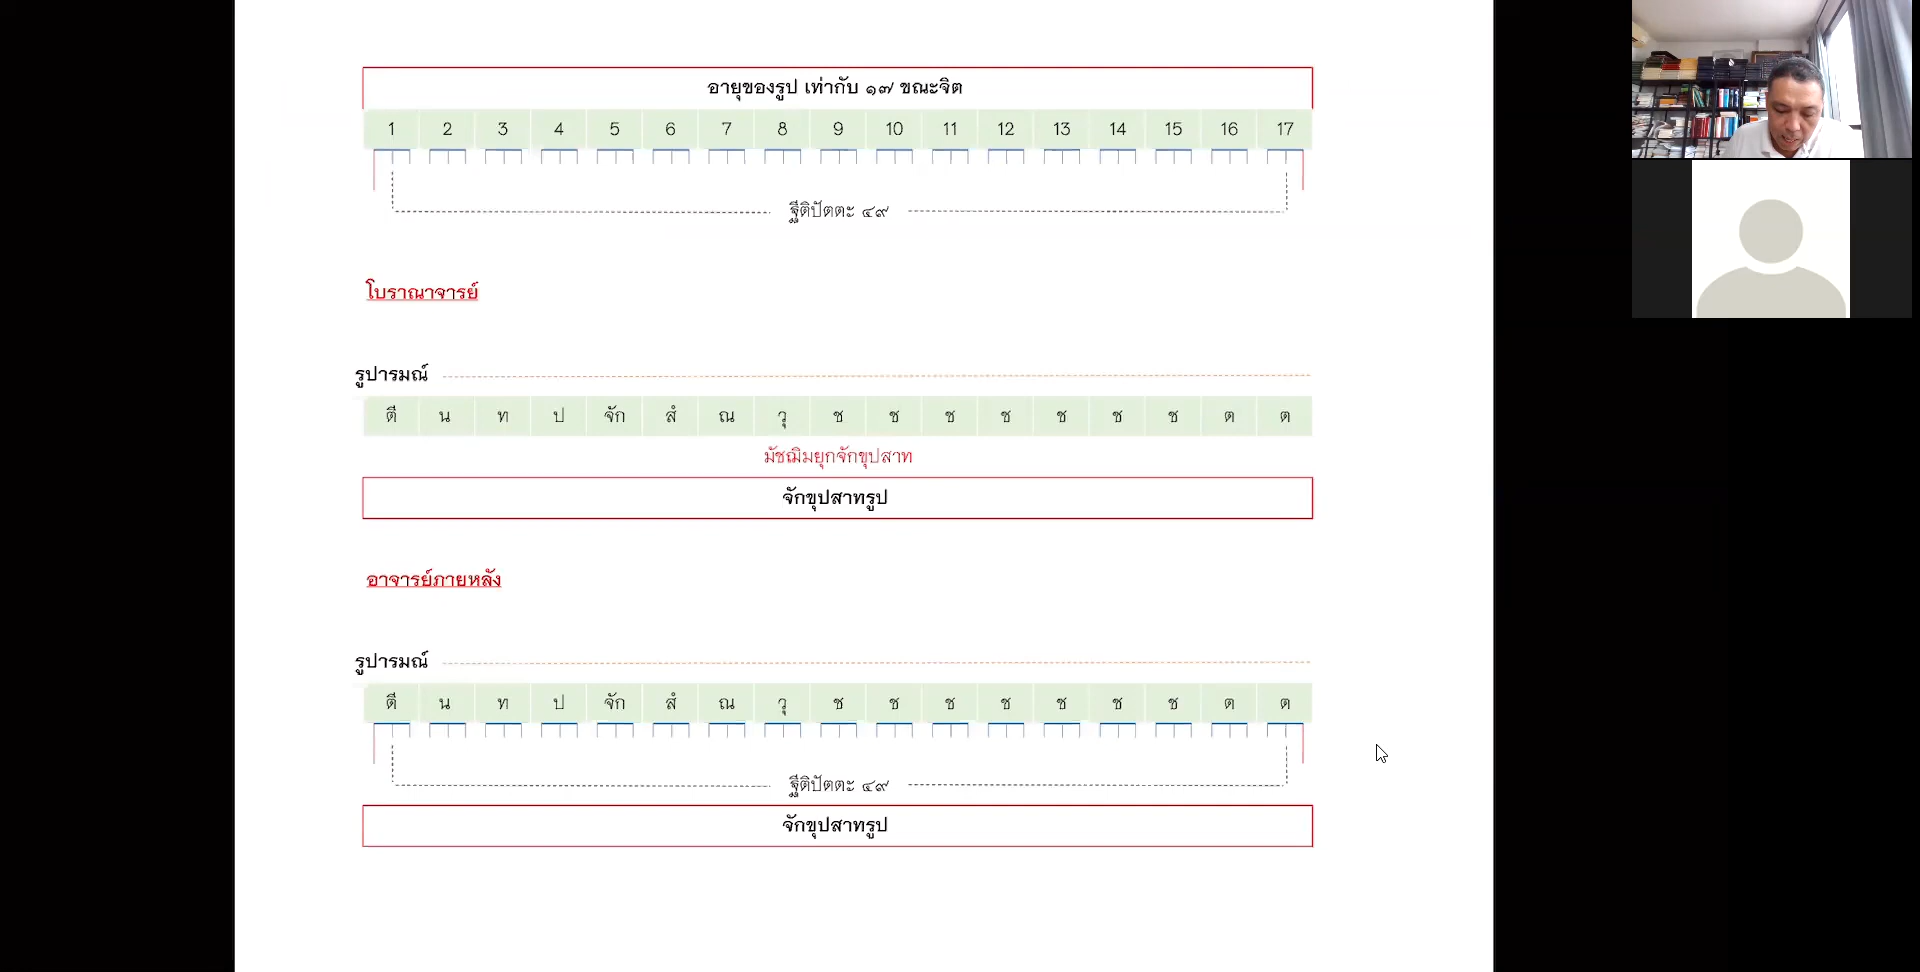 อายุของรูป เท่ากับ ๑๗ ขณะจิต
1 2 3 4 5 6 7 8 9 10 11 12 13 14 15 16 17
ฐีติปัตตะ ๔๙
โบราณาจารย์
รูปารมณ์
ตี น ท ป จัก สํ ณ วุ ช ช ช ช ช ช ช ต ต
มัชฌิมยุกจักขุปสาท
จักขุปสาทรูป
อาจารย์ภายหลัง
รูปารมณ์
ตี น ท ป จัก สํ ณ วุ ช ช ช ช ช ช ช ต ต
ฐีติปัตตะ ๔๙
จักขุปสาทรูป